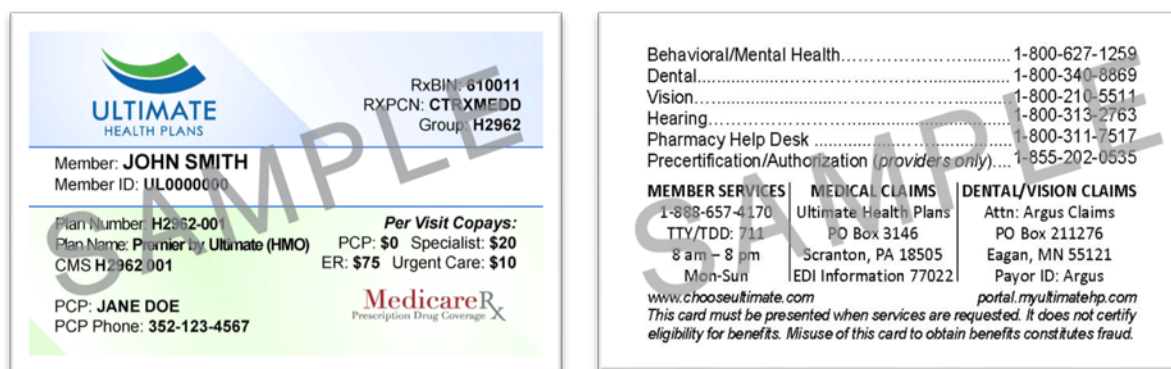 ULTIMATE
HEALTH PLANS
RxBIN: 610011
RXPCN: CTRXMEDD
Group: H2962
Member: JOHN SMITH
Member ID: UL0000000
Plan Number: H2962-001
Plan Name: Premier by Ultimate (HMO)
CMS H2962 001
Per Visit Copays:
PCP: $0 Specialist: $20
ER: $75 Urgent Care: $10
PCP: JANE DOE
PCP Phone: 352-123-4567
MedicareRx
Prescription Drug Coverage
SAMPLE
Behavioral/Mental Health........................... 1-800-627-1259
Dental........................... 1-800-340-8869
Vision........................... 1-800-210-5511
Hearing........................... 1-800-313-2763
Pharmacy Help Desk ........................... 1-800-311-7517
Precertification/Authorization (providers only).... 1-855-202-0535
MEMBER SERVICES
1-888-657-4170
TTY/TDD: 711
8 am – 8 pm
Mon-Sun
MEDICAL CLAIMS
Ultimate Health Plans
PO Box 3146
Scranton, PA 18505
EDI Information 77022
DENTAL/VISION CLAIMS
Attn: Argus Claims
PO Box 211276
Eagan, MN 55121
Payor ID: Argus
www.chooseultimate.com portal.myultimatehp.com
This card must be presented when services are requested. It does not certify
eligibility for benefits. Misuse of this card to obtain benefits constitutes fraud.
SAMPLE